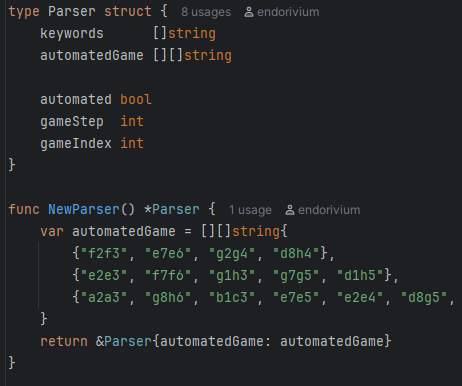 type Parser struct { 8 usages endorivium
keywords []string
automatedGame [][]string
automated bool
gameStep int
gameIndex int
}
func NewParser() *Parser { 1 usage endorivium
var automatedGame = [][]string{
{"f2f3", "e7e6", "g2g4", "d8h4"},
{"e2e3", "f7f6", "g1h3", "g7g5", "d1h5"},
{"a2a3", "g8h6", "b1c3", "e7e5", "e2e4", "d8g5",
}
return &Parser{automatedGame: automatedGame}
}